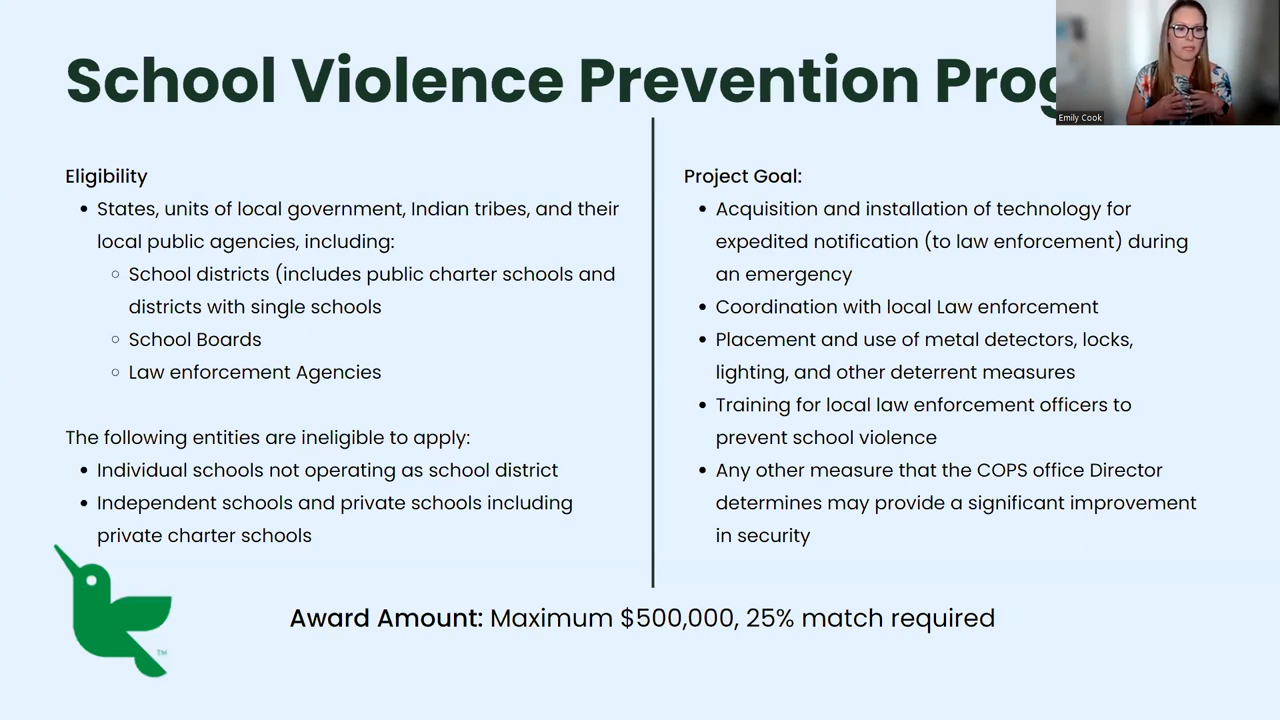 School Violence Prevention Prog
Emily Cook
Eligibility
• States, units of local government, Indian tribes, and their
local public agencies, including:
○ School districts (includes public charter schools and
districts with single schools
○ School Boards
○ Law enforcement Agencies
The following entities are ineligible to apply:
• Individual schools not operating as school district
• Independent schools and private schools including
private charter schools
Project Goal:
• Acquisition and installation of technology for
expedited notification (to law enforcement) during
an emergency
• Coordination with local Law enforcement
• Placement and use of metal detectors, locks,
lighting, and other deterrent measures
• Training for local law enforcement officers to
prevent school violence
• Any other measure that the COPS office Director
determines may provide a significant improvement
in security
TM
Award Amount: Maximum $500,000, 25% match required